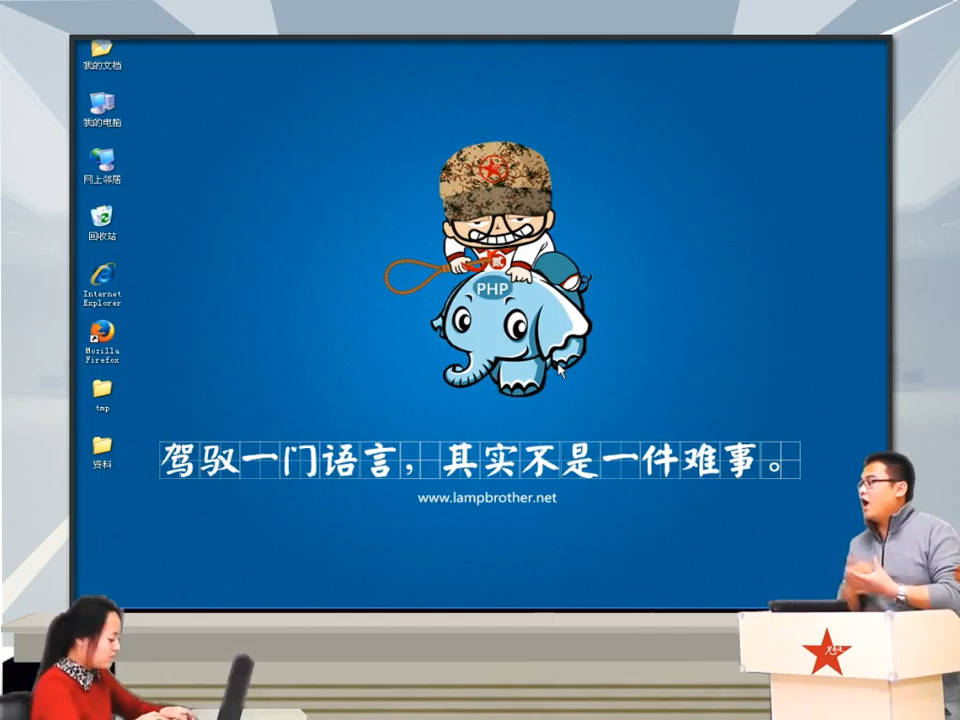 我的文档
我的电脑
网上邻居
回收站
Internet
Explorer
Mozilla
Firefox
tmp
资料
贰
PHP
驾驭一门语言，其实不是一件难事。
www.lampbrother.net